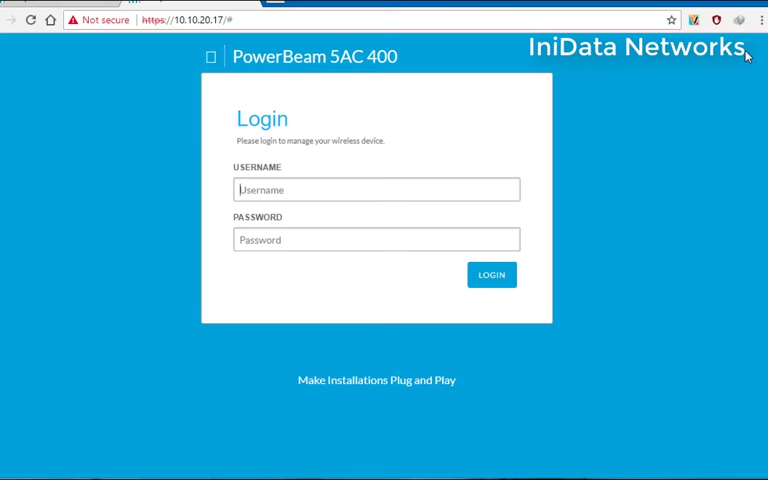 Not secure https://10.10.20.17/#
IniData Networks
PowerBeam 5AC 400
Login
Please login to manage your wireless device.
USERNAME
Username
PASSWORD
Password
LOGIN
Make Installations Plug and Play